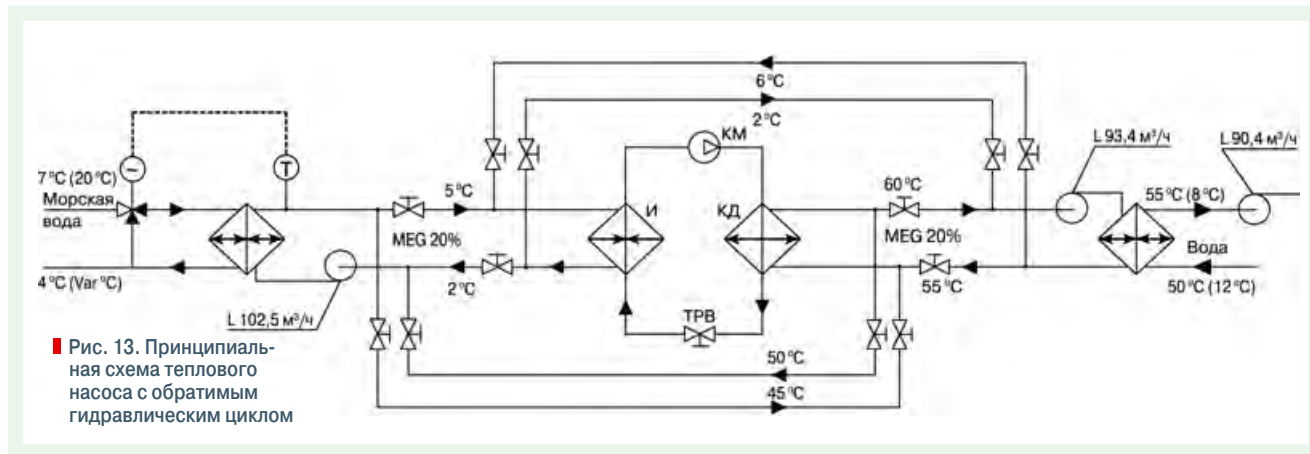 6 °C
2 °C
КМ
L 93,4 м³/ч
L 90,4 м³/ч
~
T
7 °C (20 °C)
Морская
вода
5 °C
И
КД
60 °C
55 °C (8 °C)
MEG 20%
MEG 20%
Вода
4 °C (Var °C)
2 °C
55 °C
50 °C (12 °C)
L 102,5 м³/ч
ТРВ
50 °C
45 °C
Рис. 13. Принципиаль-
ная схема теплового
насоса с обратимым
гидравлическим циклом